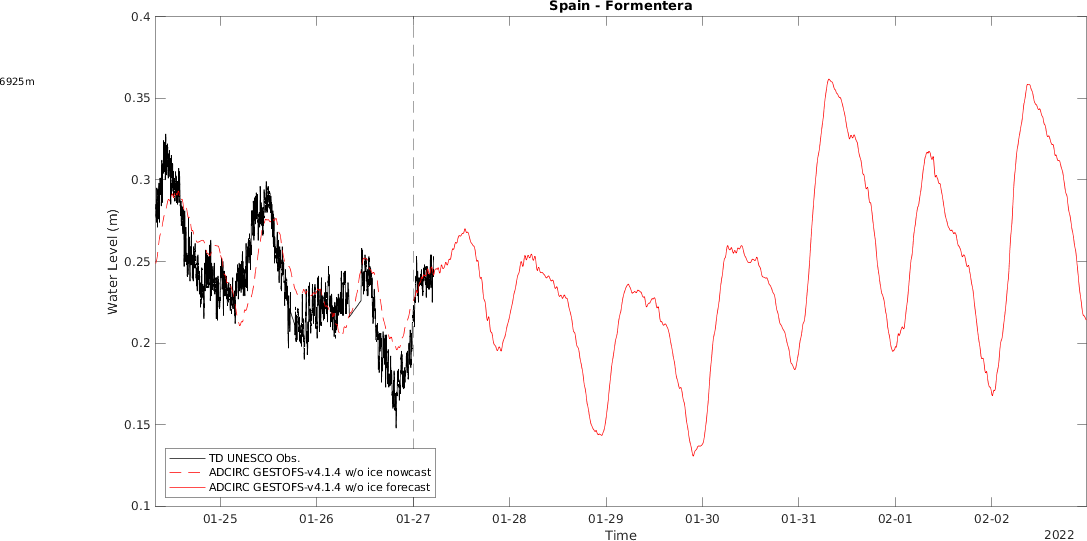 Spain - Formentera
6925m
0.4
0.35
0.3
0.25
0.2
0.15
0.1
Water Level (m)
TD UNESCO Obs.
ADCIRC GESTOFS-v4.1.4 w/o ice nowcast
ADCIRC GESTOFS-v4.1.4 w/o ice forecast
01-25 01-26 01-27 01-28 01-29 01-30 01-31 02-01 02-02
Time
2022